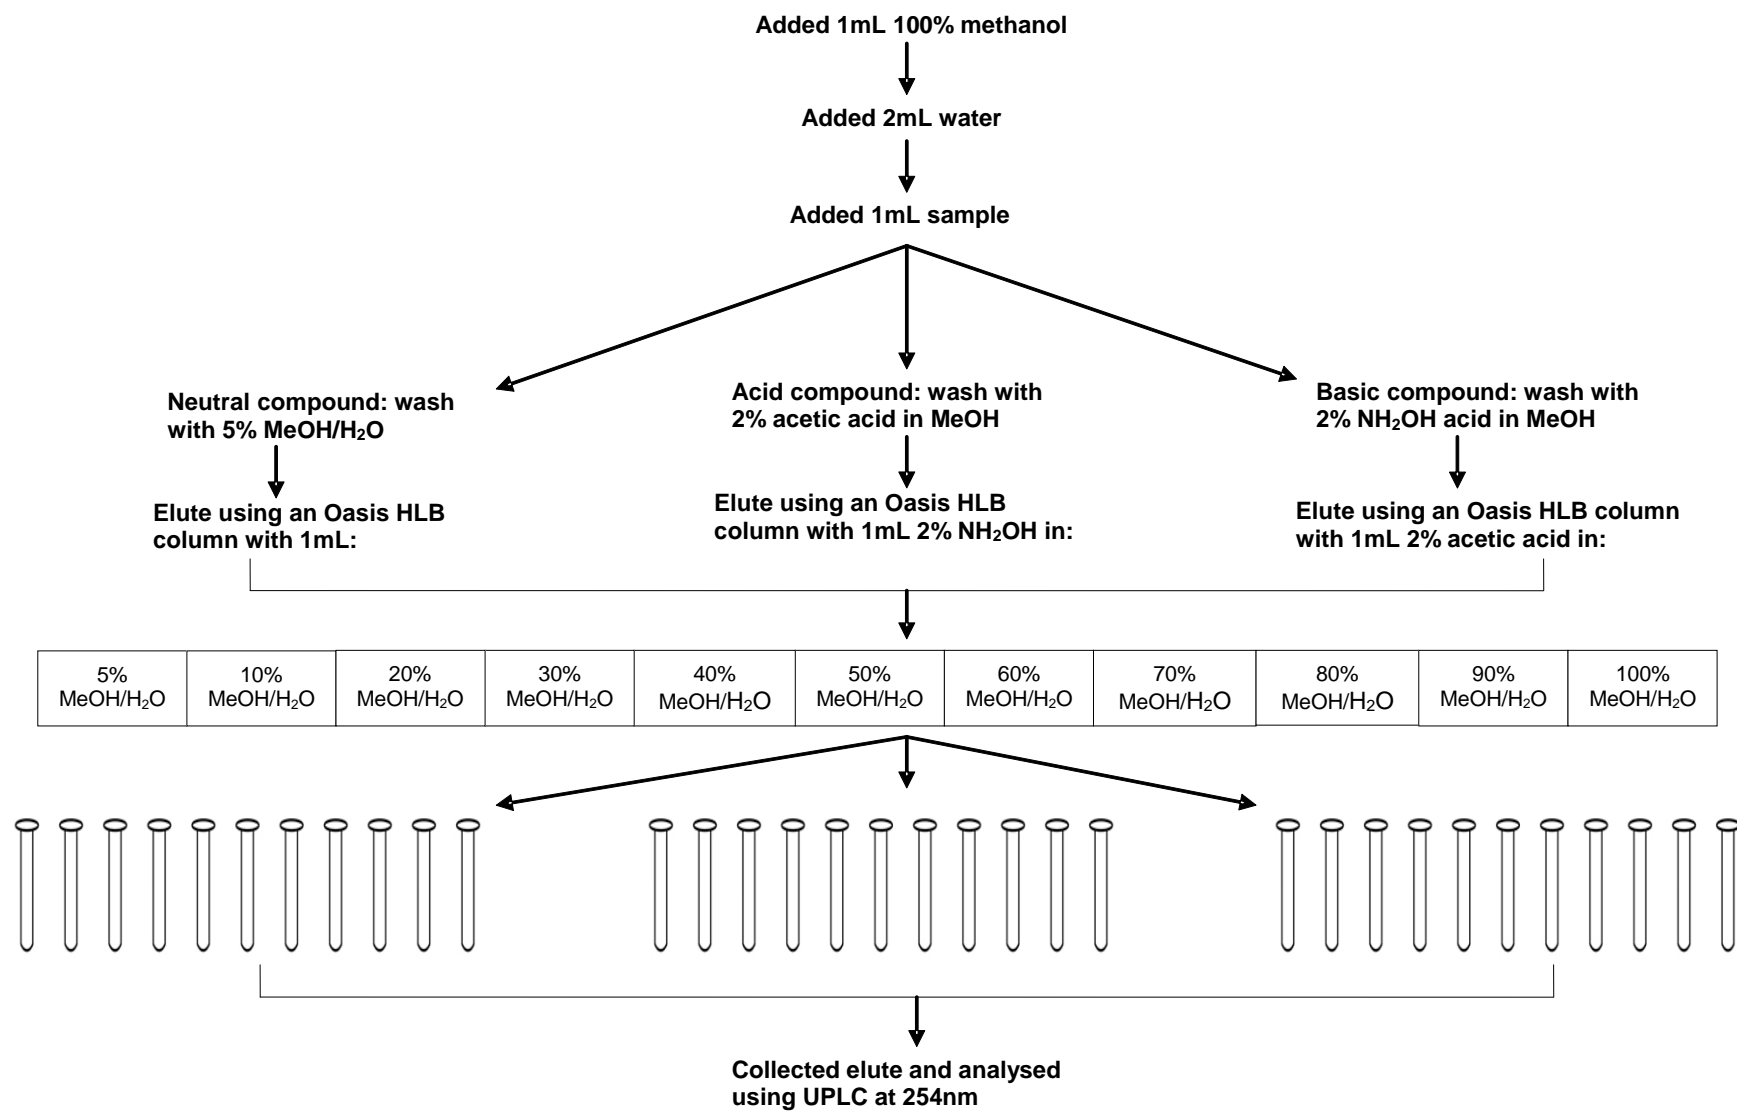 Added 1mL 100% methanol
Added 2mL water
Added 1mL sample
Neutral compound: wash
with 5% MeOH/H₂O
Acid compound: wash with
2% acetic acid in MeOH
Basic compound: wash with
2% NH₂OH acid in MeOH
Elute using an Oasis HLB
column with 1mL:
Elute using an Oasis HLB
column with 1mL 2% NH₂OH in:
Elute using an Oasis HLB column
with 1mL 2% acetic acid in:
5%
MeOH/H₂O
10%
MeOH/H₂O
20%
MeOH/H₂O
30%
MeOH/H₂O
40%
MeOH/H₂O
50%
MeOH/H₂O
60%
MeOH/H₂O
70%
MeOH/H₂O
80%
MeOH/H₂O
90%
MeOH/H₂O
100%
MeOH/H₂O
Collected elute and analysed
using UPLC at 254nm